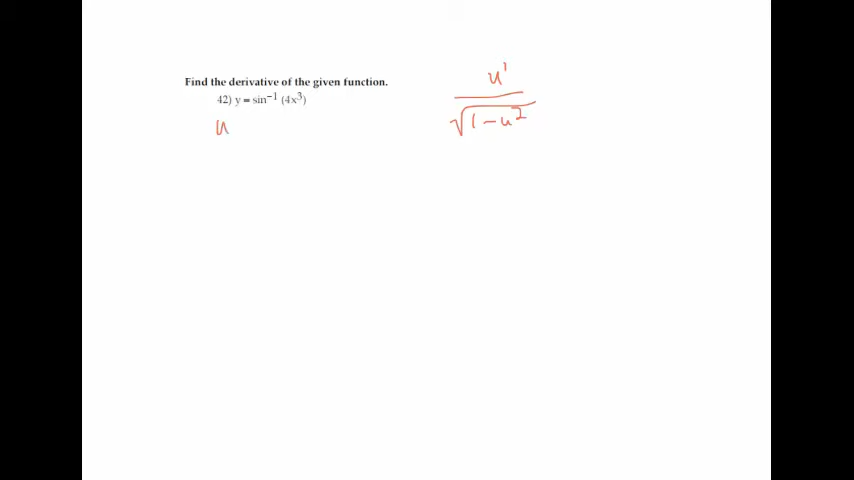 Find the derivative of the given function.
42) y = sin⁻¹ (4x³)
u
u'
√1-u²